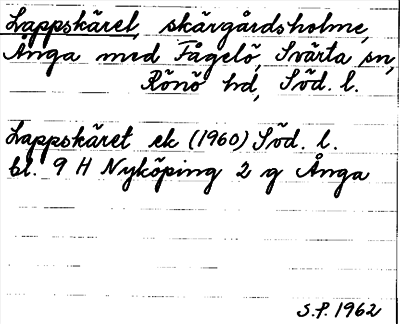 Lappskäret, skärgårdsholme,
Ånga med Fågelö, Svärta sn,
Rönö hd, Söd. l.
Lappskäret ek (1960) Söd. l.
bl. 9 H Nyköping 2 g Ånga
S.P. 1962